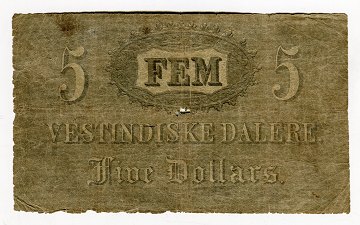 5 FEM 5
VESTINDISKE DALERE.
Five Dollars.